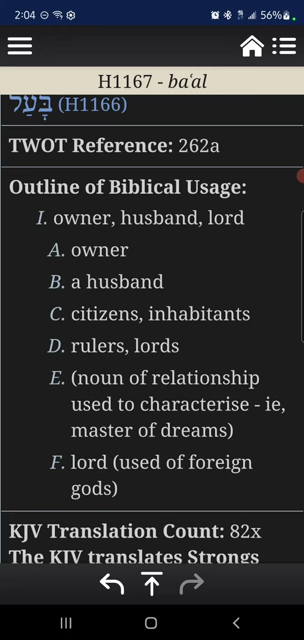 2:04
56%
H1167 - baʿal
בָּעַל (H1166)
TWOT Reference: 262a
Outline of Biblical Usage:
I. owner, husband, lord
A. owner
B. a husband
C. citizens, inhabitants
D. rulers, lords
E. (noun of relationship
used to characterise - ie,
master of dreams)
F. lord (used of foreign
gods)
KJV Translation Count: 82x
The KJV translates Strongs